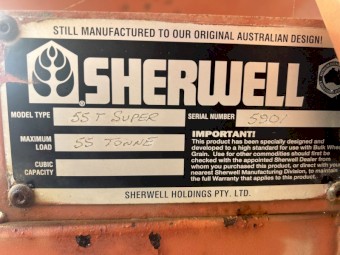 STILL MANUFACTURED TO OUR ORIGINAL AUSTRALIAN DESIGN!
SHERWELL
MODEL TYPE 55 T SUPER SERIAL NUMBER 5901
MAXIMUM LOAD 55 TONNE
CUBIC CAPACITY
IMPORTANT!
This product has been specially designed and
developed to a high standard for use with Bulk Whea
Grain. Use for other commodities should first be
checked with the appointed Sherwell Dealer from
whom you purchased this product, or direct with your
nearest Sherwell Manufacturing Division, to maintain
the full Warranty that applies to this product.
SHERWELL HOLDINGS PTY. LTD.